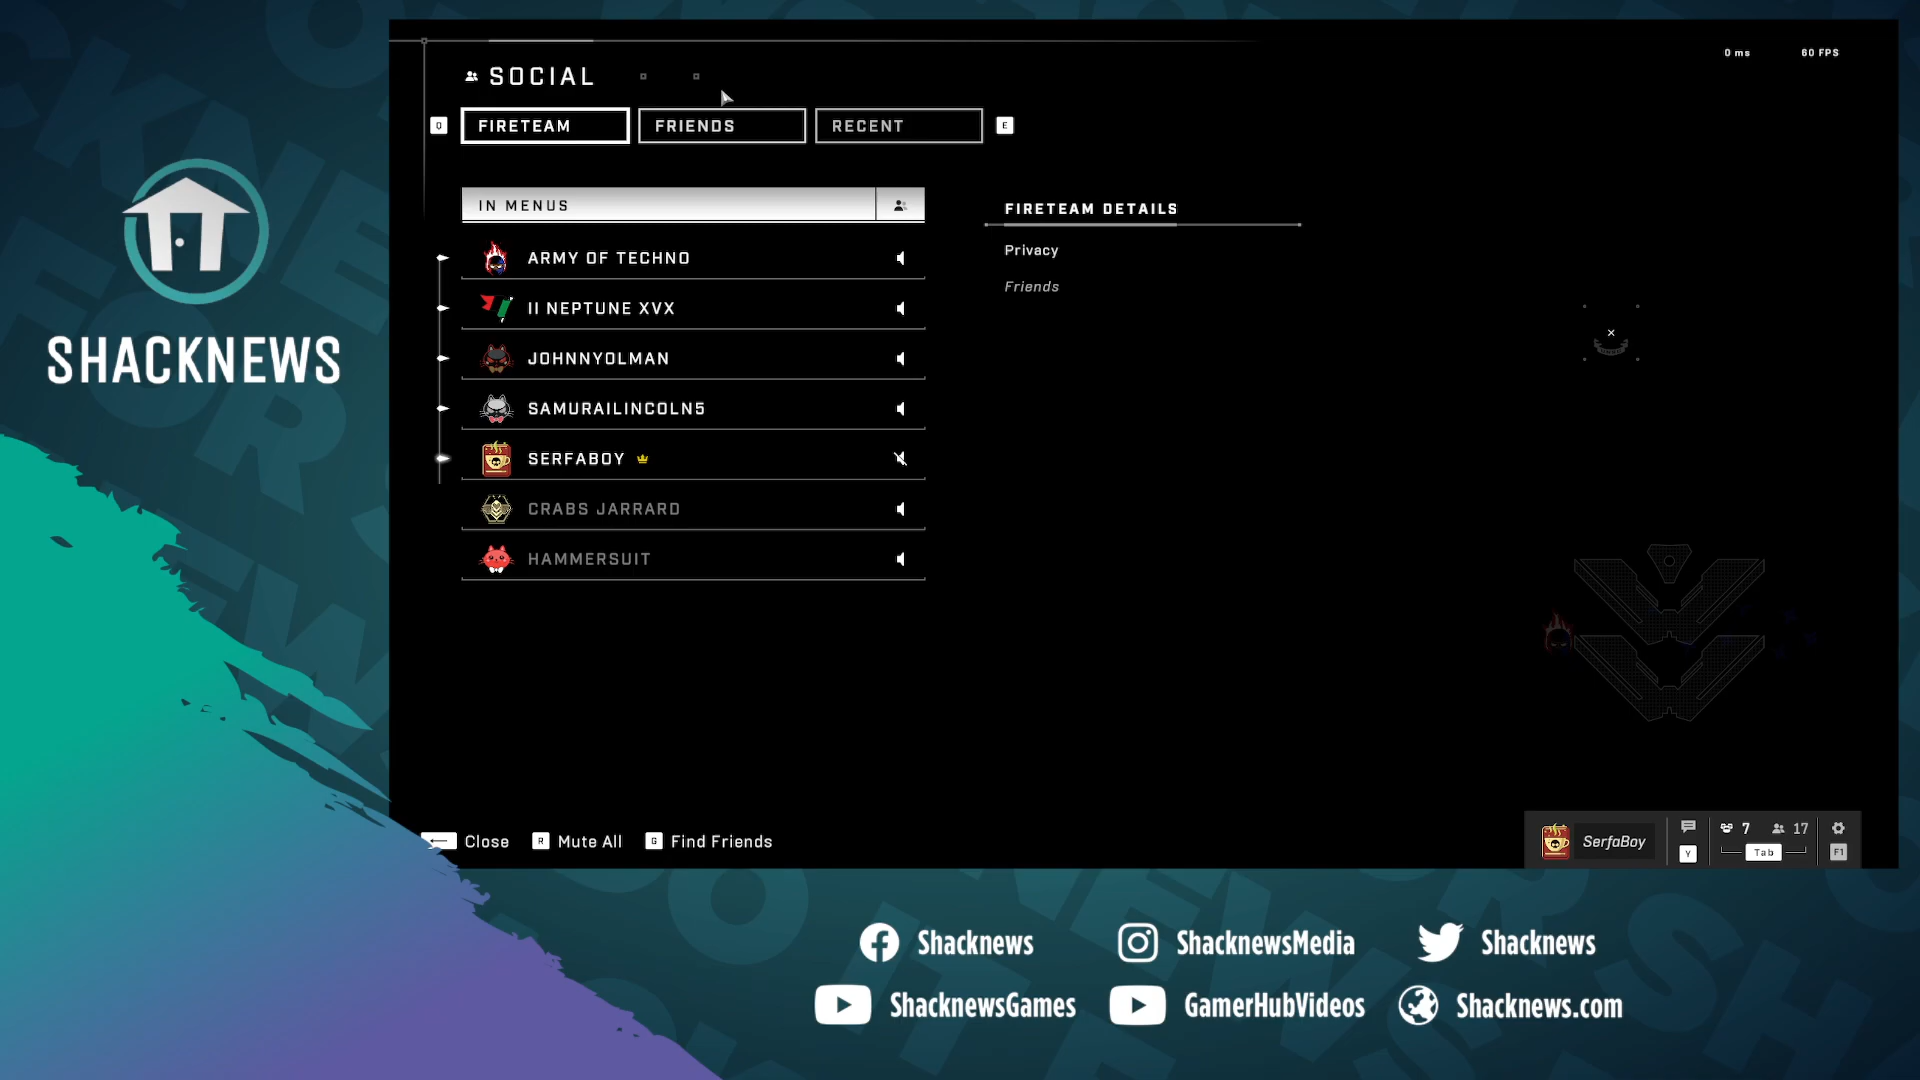 0 ms 60 FPS
SOCIAL
Q FIRETEAM FRIENDS RECENT E
IN MENUS
ARMY OF TECHNO
II NEPTUNE XVX
JOHNNYOLMAN
SAMURAILINCOLN5
SERFABOY
CRABS JARRARD
HAMMERSUIT
FIRETEAM DETAILS
Privacy
Friends
SHACKNEWS
Close R Mute All G Find Friends
SerfaBoy Y 7 17 Tab F1
Shacknews ShacknewsMedia Shacknews
ShacknewsGames GamerHubVideos Shacknews.com